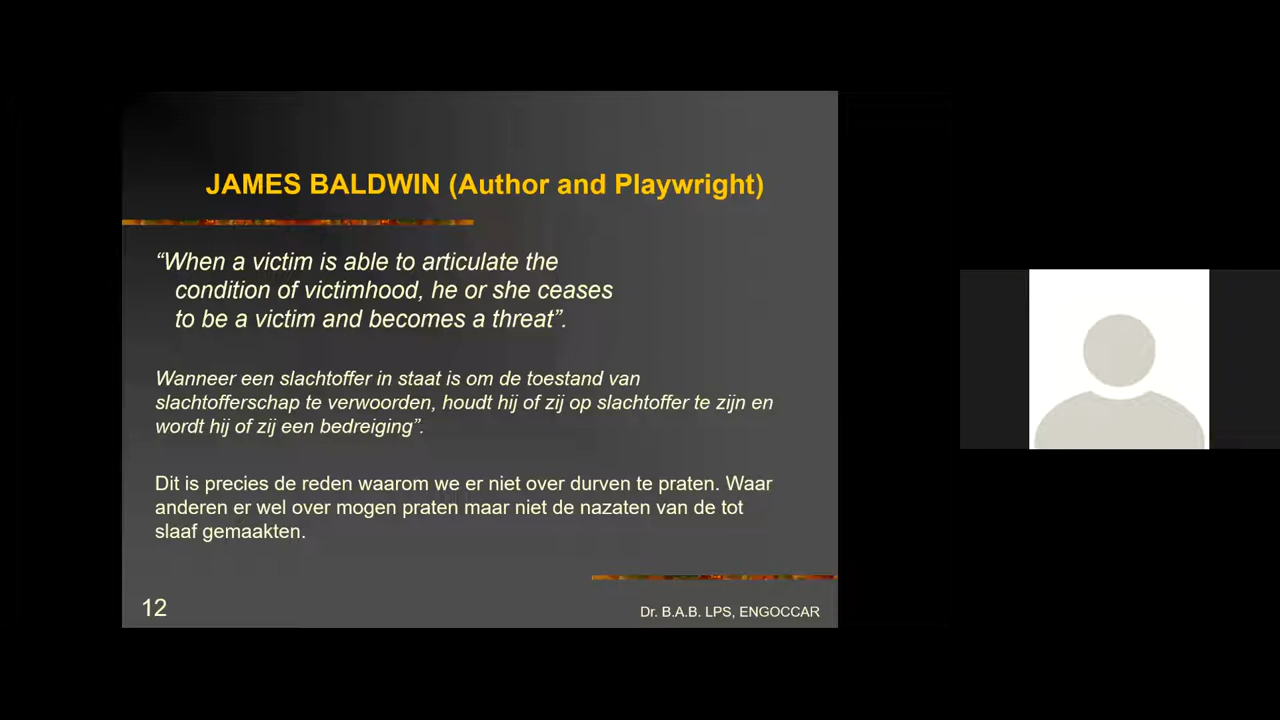 JAMES BALDWIN (Author and Playwright)
“When a victim is able to articulate the
condition of victimhood, he or she ceases
to be a victim and becomes a threat”.
Wanneer een slachtoffer in staat is om de toestand van
slachtofferschap te verwoorden, houdt hij of zij op slachtoffer te zijn en
wordt hij of zij een bedreiging”.
Dit is precies de reden waarom we er niet over durven te praten. Waar
anderen er wel over mogen praten maar niet de nazaten van de tot
slaaf gemaakten.
12
Dr. B.A.B. LPS, ENGOCCAR